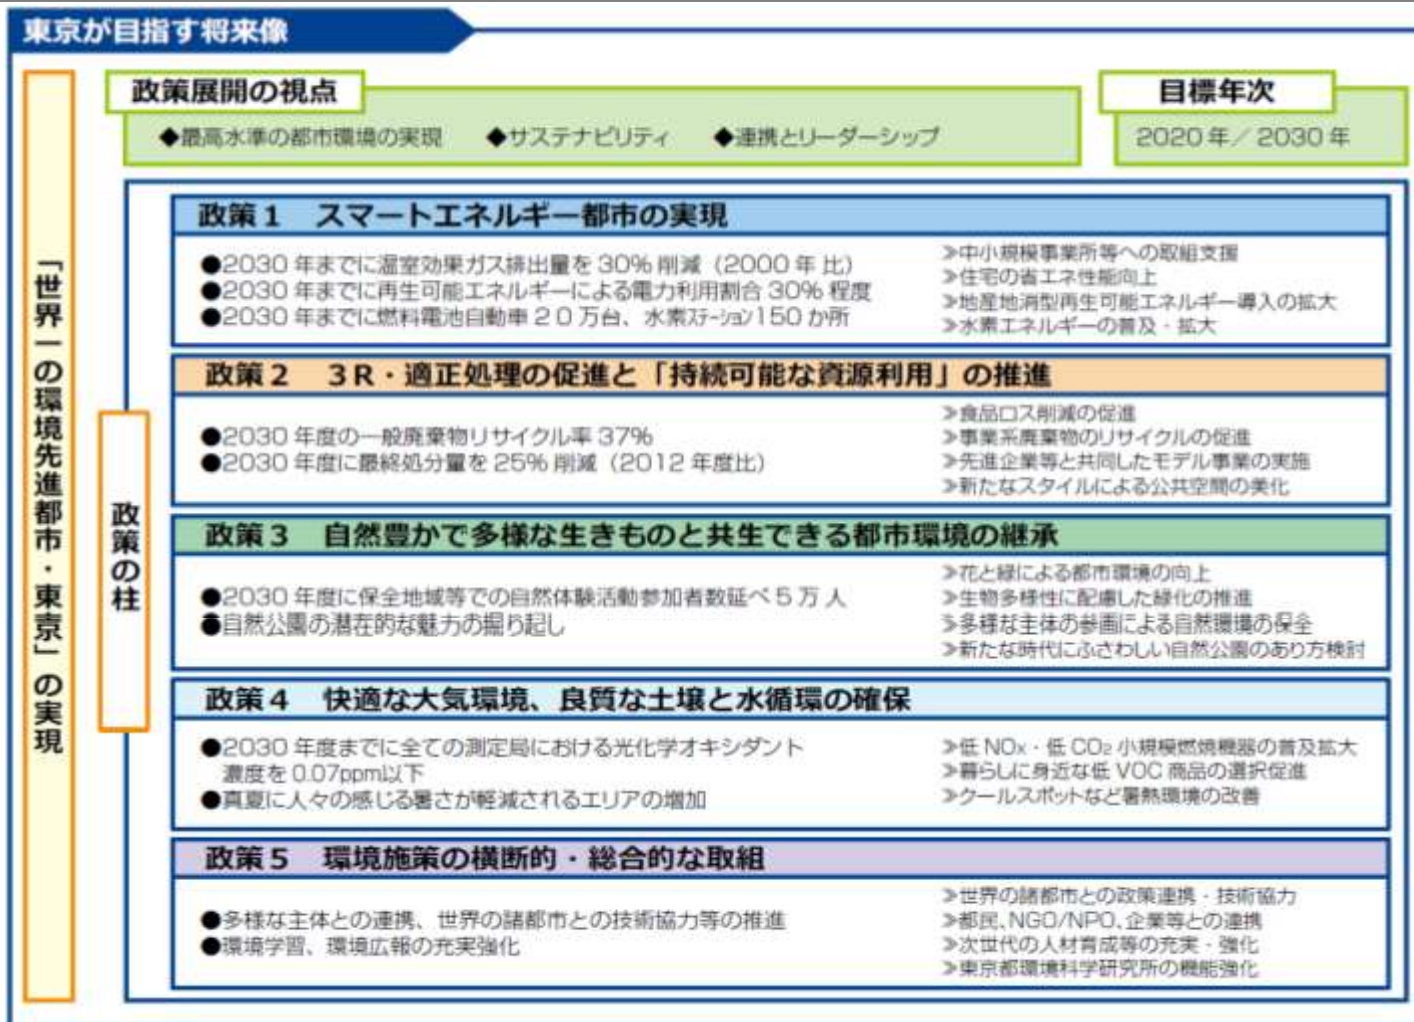 東京が目指す将来像
「世界一の環境先進都市・東京」の実現
政策展開の視点
◆最高水準の都市環境の実現 ◆サステナビリティ ◆連携とリーダーシップ
目標年次
2020年／2030年
政策の柱
政策1 スマートエネルギー都市の実現
●2030年までに温室効果ガス排出量を30%削減（2000年比）
●2030年までに再生可能エネルギーによる電力利用割合30%程度
●2030年までに燃料電池自動車20万台、水素ステーション150か所
≫中小規模事業所等への取組支援
≫住宅の省エネ性能向上
≫地産地消型再生可能エネルギー導入の拡大
≫水素エネルギーの普及・拡大
政策2 3R・適正処理の促進と「持続可能な資源利用」の推進
●2030年度の一般廃棄物リサイクル率37%
●2030年度に最終処分量を25%削減（2012年度比）
≫食品ロス削減の促進
≫事業系廃棄物のリサイクルの促進
≫先進企業等と共同したモデル事業の実施
≫新たなスタイルによる公共空間の美化
政策3 自然豊かで多様な生きものと共生できる都市環境の継承
●2030年度に保全地域等での自然体験活動参加者数延べ5万人
●自然公園の潜在的な魅力の掘り起し
≫花と緑による都市環境の向上
≫生物多様性に配慮した緑化の推進
≫多様な主体の参画による自然環境の保全
≫新たな時代にふさわしい自然公園のあり方検討
政策4 快適な大気環境、良質な土壌と水循環の確保
●2030年度までに全ての測定局における光化学オキシダント
濃度を0.07ppm以下
●真夏に人々の感じる暑さが軽減されるエリアの増加
≫低NOx・低CO2小規模燃焼機器の普及拡大
≫暮らしに身近な低VOC商品の選択促進
≫クールスポットなど暑熱環境の改善
政策5 環境施策の横断的・総合的な取組
●多様な主体との連携、世界の諸都市との技術協力等の推進
●環境学習、環境広報の充実強化
≫世界の諸都市との政策連携・技術協力
≫都民、NGO/NPO、企業等との連携
≫次世代の人材育成等の充実・強化
≫東京都環境科学研究所の機能強化